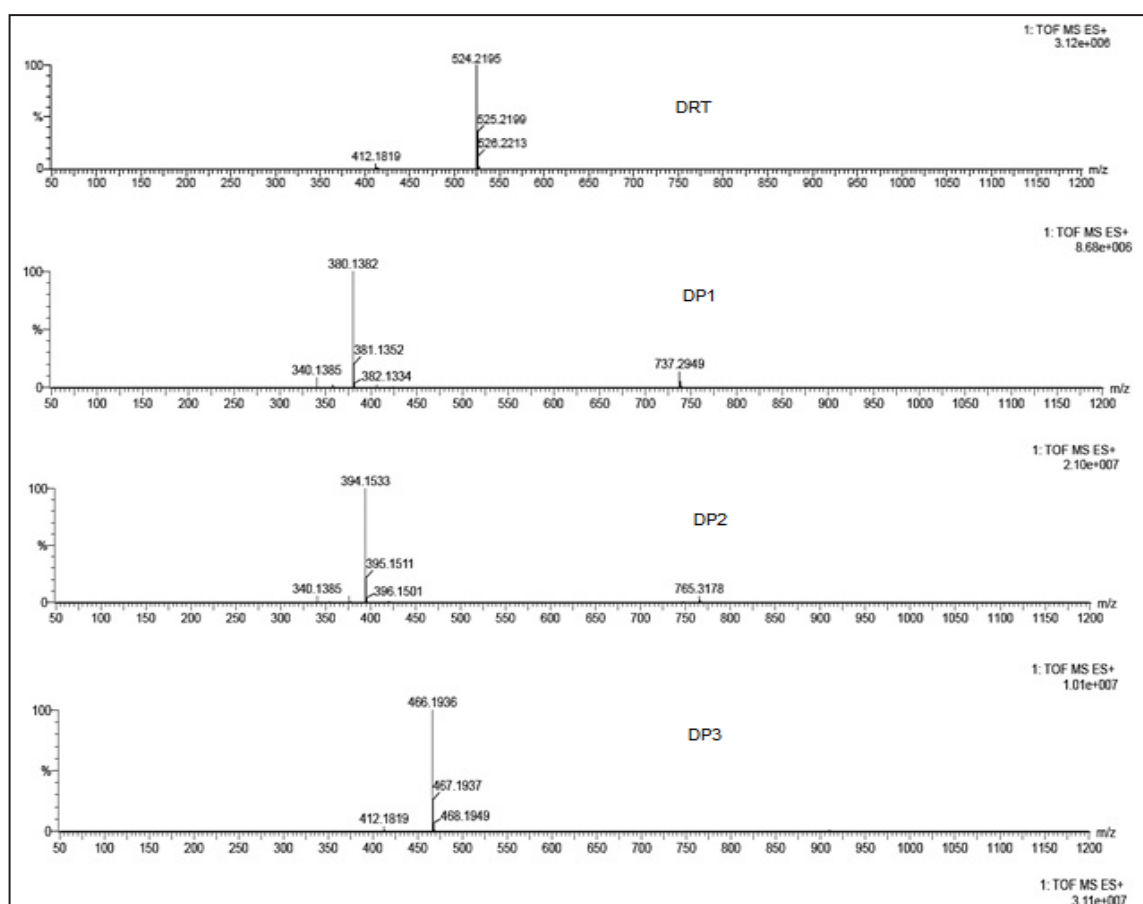 1: TOF MS ES+
3.12e+006
100
524.2195
DRT
525.2199
%
526.2213
412.1819
0
50 100 150 200 250 300 350 400 450 500 550 600 650 700 750 800 850 900 950 1000 1050 1100 1150 1200 m/z
1: TOF MS ES+
8.68e+006
100
380.1382
DP1
381.1352
737.2949
%
340.1385
382.1334
0
50 100 150 200 250 300 350 400 450 500 550 600 650 700 750 800 850 900 950 1000 1050 1100 1150 1200 m/z
1: TOF MS ES+
2.10e+007
100
394.1533
DP2
%
395.1511
340.1385
396.1501
765.3178
0
50 100 150 200 250 300 350 400 450 500 550 600 650 700 750 800 850 900 950 1000 1050 1100 1150 1200 m/z
1: TOF MS ES+
1.01e+007
100
466.1936
DP3
%
467.1937
412.1819
468.1949
0
50 100 150 200 250 300 350 400 450 500 550 600 650 700 750 800 850 900 950 1000 1050 1100 1150 1200 m/z
1: TOF MS ES+
3.11e+007